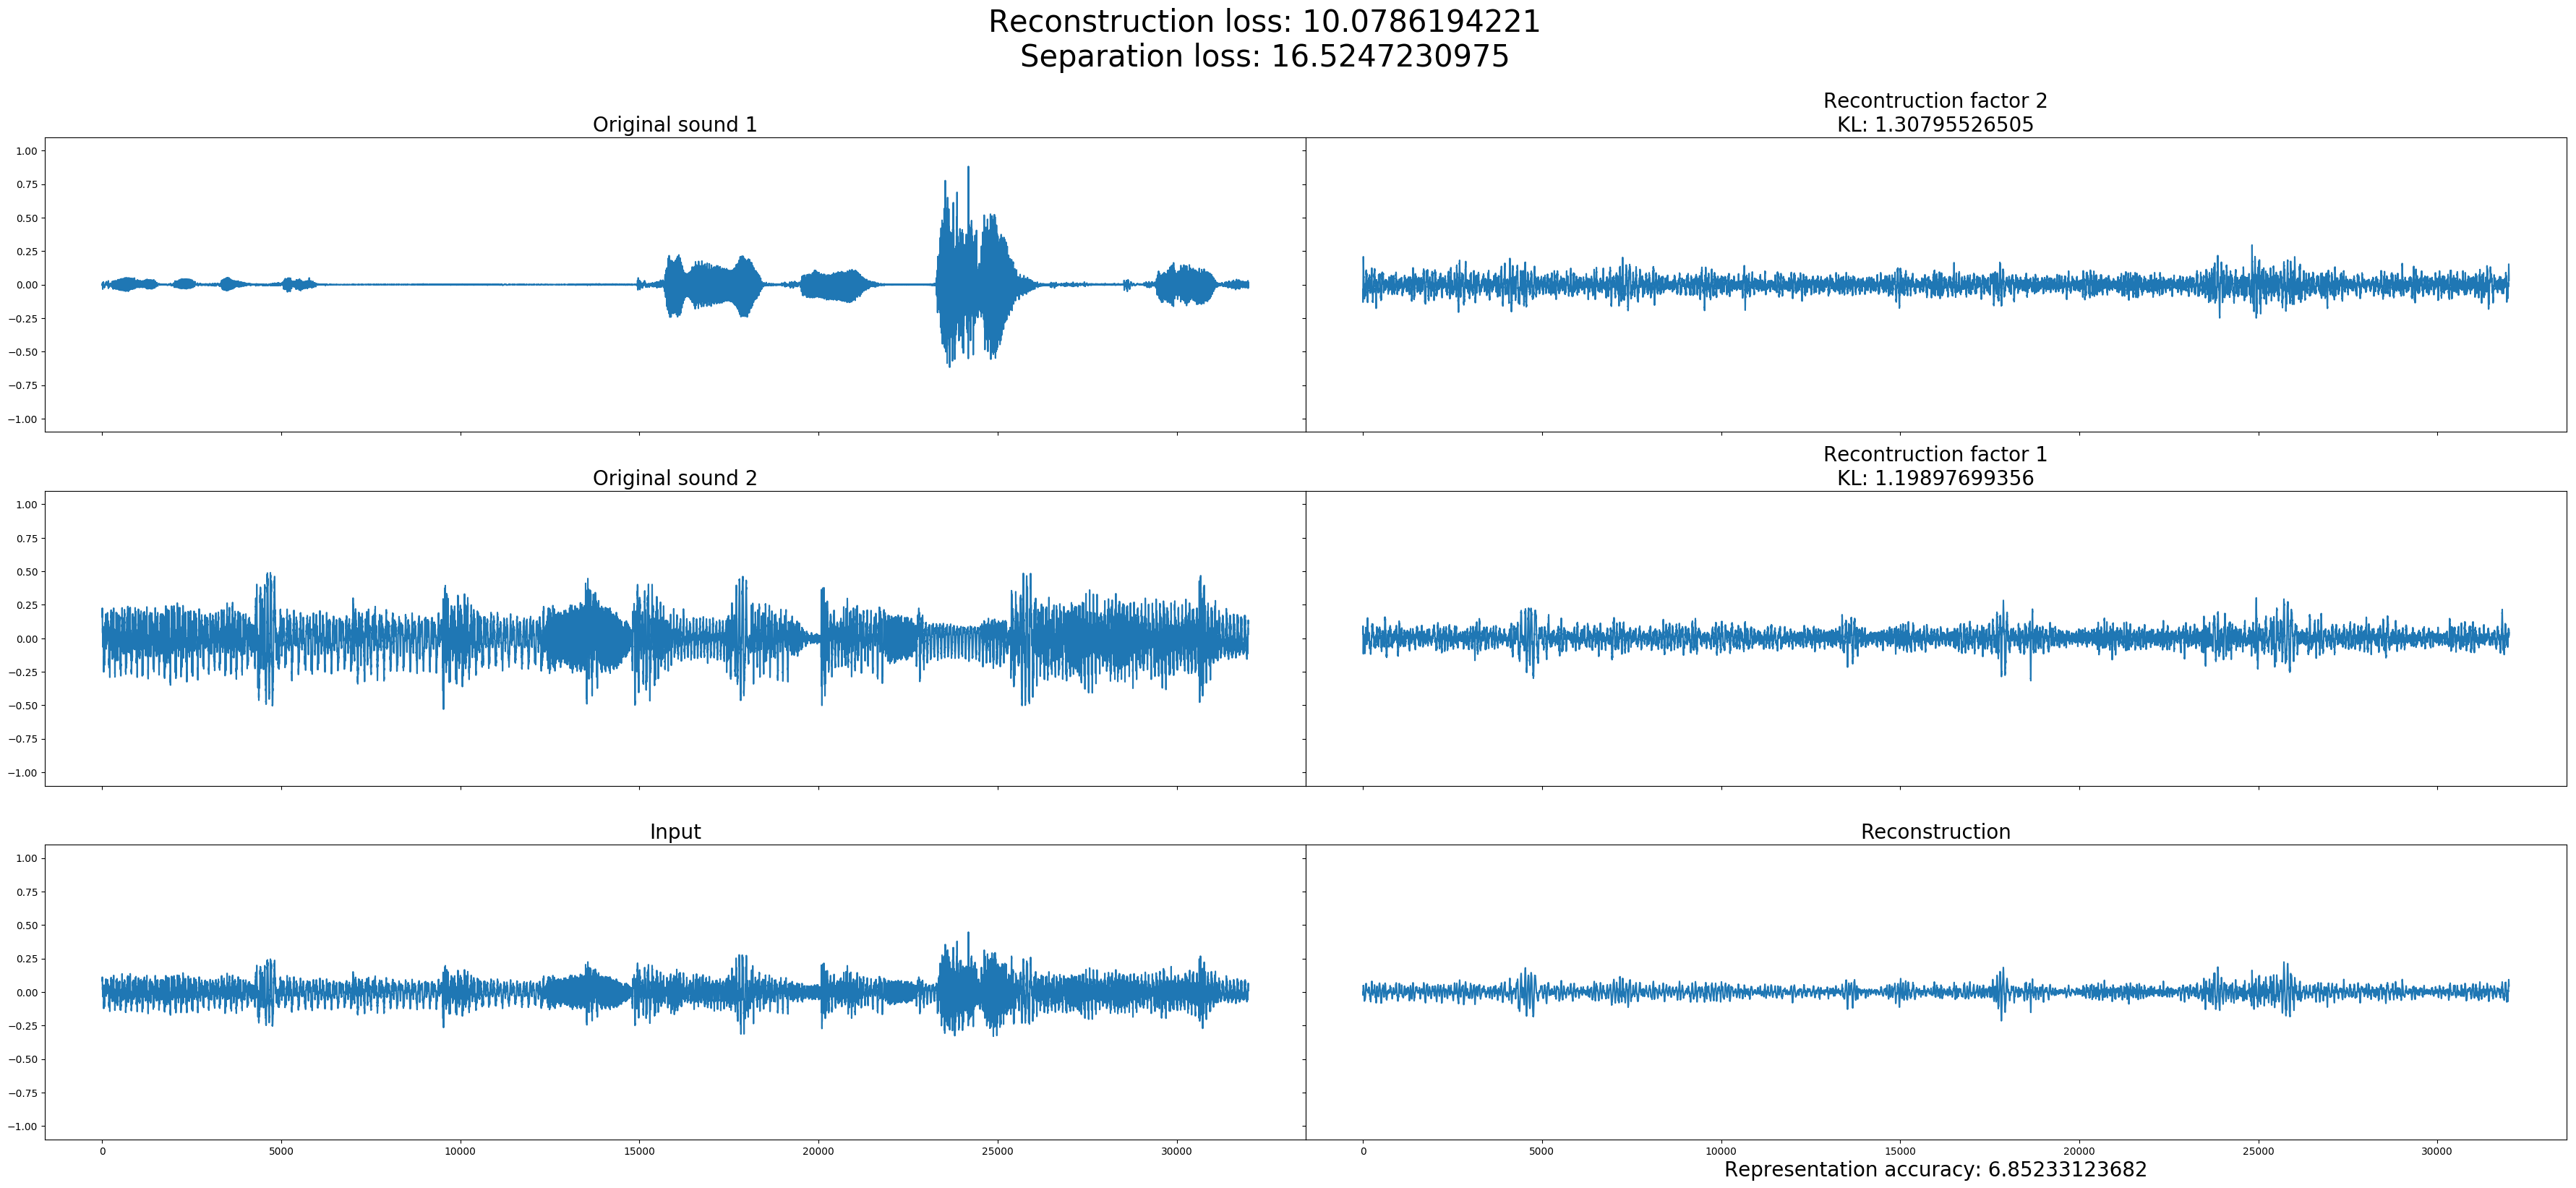 Reconstruction loss: 10.0786194221
Separation loss: 16.5247230975
Original sound 1
Recontruction factor 2
KL: 1.30795526505
1.00
0.75
0.50
0.25
0.00
−0.25
−0.50
−0.75
−1.00
Original sound 2
Recontruction factor 1
KL: 1.19897699356
1.00
0.75
0.50
0.25
0.00
−0.25
−0.50
−0.75
−1.00
Input
Reconstruction
1.00
0.75
0.50
0.25
0.00
−0.25
−0.50
−0.75
−1.00
0 5000 10000 15000 20000 25000 30000
0 5000 10000 15000 20000 25000 30000
Representation accuracy: 6.85233123682